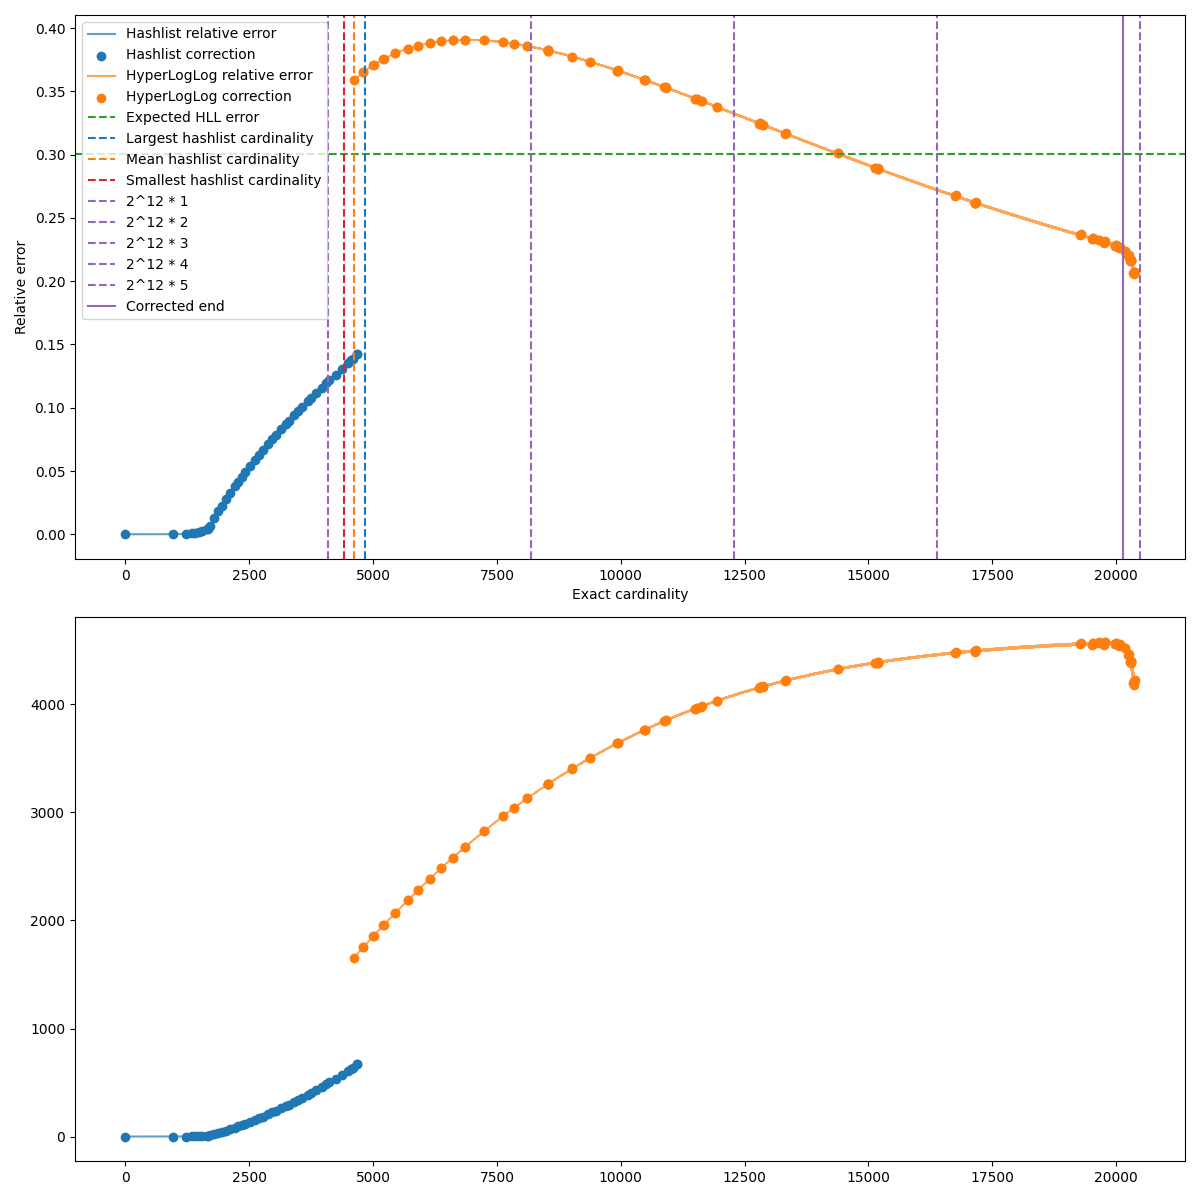 0.40
0.35
0.30
0.25
0.20
0.15
0.10
0.05
0.00
Relative error
Hashlist relative error
Hashlist correction
HyperLogLog relative error
HyperLogLog correction
Expected HLL error
Largest hashlist cardinality
Mean hashlist cardinality
Smallest hashlist cardinality
2^12 * 1
2^12 * 2
2^12 * 3
2^12 * 4
2^12 * 5
Corrected end
0 2500 5000 7500 10000 12500 15000 17500 20000
Exact cardinality
4000
3000
2000
1000
0
0 2500 5000 7500 10000 12500 15000 17500 20000